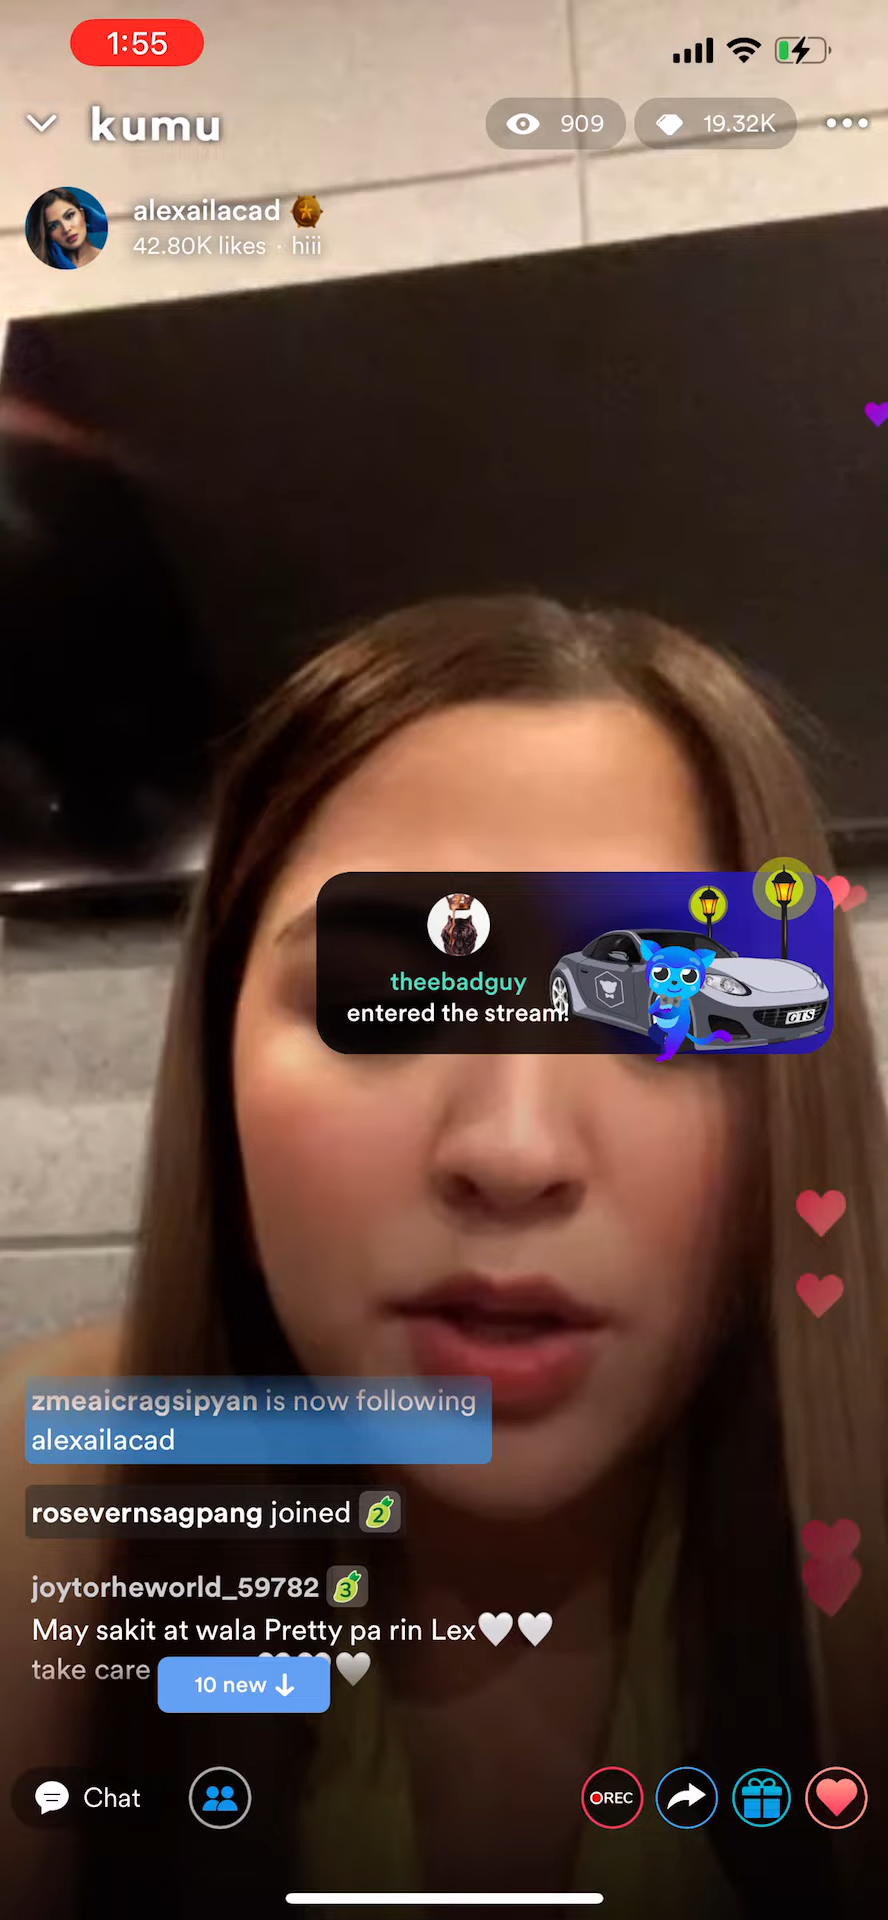 1:55
kumu
909
19.32K
alexailacad
42.80K likes · hiii
theebadguy
entered the stream!
GTS
zmeaicragsipyan is now following
alexailacad
rosevernsagpang joined 2
joytorheworld_59782 3
May sakit at wala Pretty pa rin Lex🤍🤍
take care
10 new ↓
Chat
REC